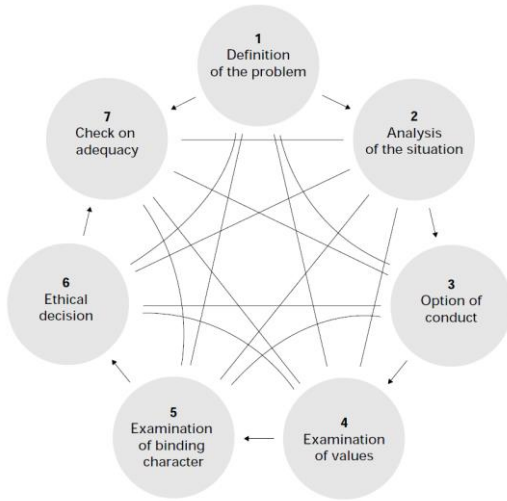 1
Definition
of the problem
2
Analysis
of the situation
3
Option of
conduct
4
Examination
of values
5
Examination
of binding
character
6
Ethical
decision
7
Check on
adequacy